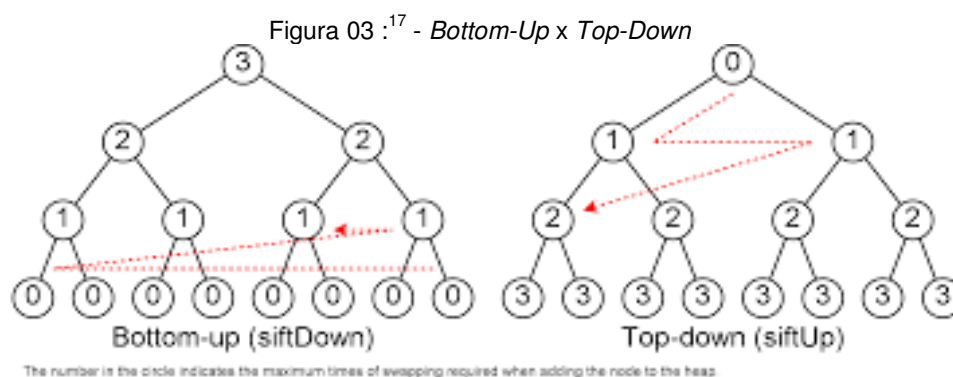 Figura 03 :17 - Bottom-Up x Top-Down
3 0
2 2 1 1
1 1 1 1 2 2 2 2
0 0 0 0 0 0 0 0 3 3 3 3 3 3 3 3
Bottom-up (siftDown) Top-down (siftUp)
The number in the circle indicates the maximum times of swapping required when adding the node to the heap.